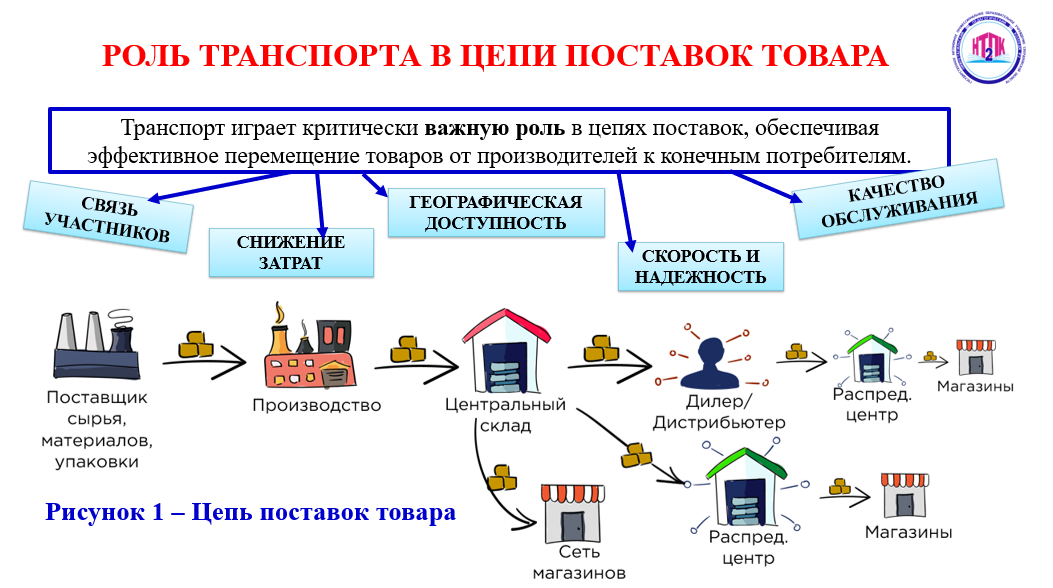 РОЛЬ ТРАНСПОРТА В ЦЕПИ ПОСТАВОК ТОВАРА
НТПК
2
Транспорт играет критически важную роль в цепях поставок, обеспечивая
эффективное перемещение товаров от производителей к конечным потребителям.
СВЯЗЬ
УЧАСТНИКОВ
СНИЖЕНИЕ
ЗАТРАТ
ГЕОГРАФИЧЕСКАЯ
ДОСТУПНОСТЬ
СКОРОСТЬ И
НАДЕЖНОСТЬ
КАЧЕСТВО
ОБСЛУЖИВАНИЯ
Поставщик
сырья,
материалов,
упаковки
Производство
Центральный
склад
Дилер/
Дистрибьютер
Распред.
центр
Магазины
Сеть
магазинов
Распред.
центр
Магазины
Рисунок 1 – Цепь поставок товара